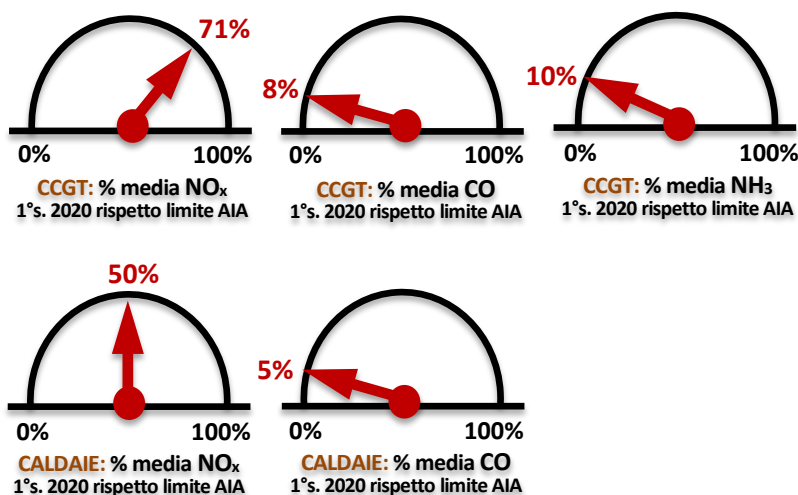 71%
0% 100%
CCGT: % media NOx
1°s. 2020 rispetto limite AIA
8%
0% 100%
CCGT: % media CO
1°s. 2020 rispetto limite AIA
10%
0% 100%
CCGT: % media NH3
1°s. 2020 rispetto limite AIA
50%
0% 100%
CALDAIE: % media NOx
1°s. 2020 rispetto limite AIA
5%
0% 100%
CALDAIE: % media CO
1°s. 2020 rispetto limite AIA